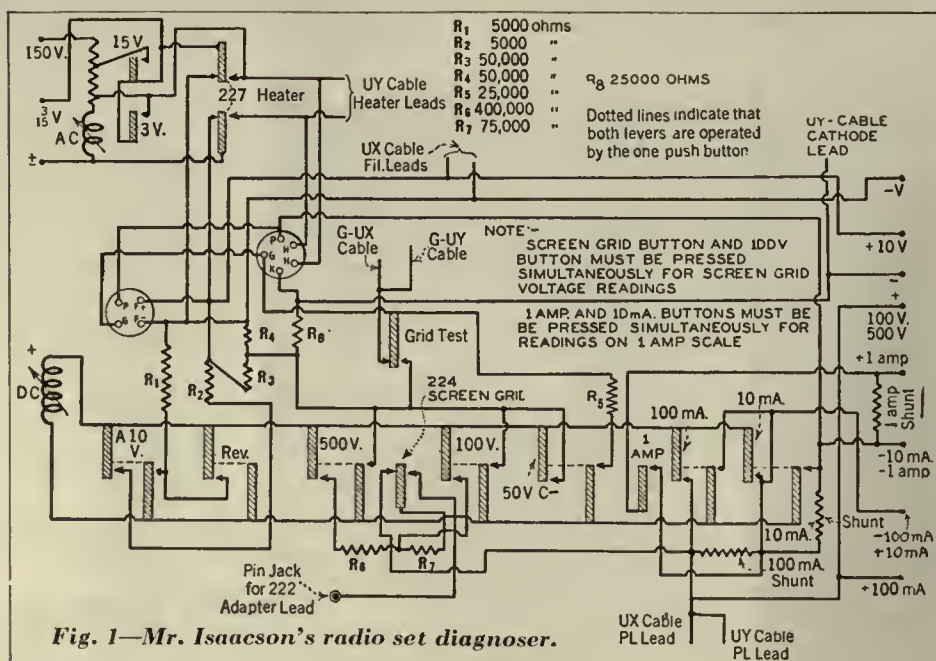 R1 5000 ohms
R2 5000 "
R3 50,000 "
R4 50,000 "
R5 25,000 "
R6 400,000 "
R7 75,000 "
R8 25000 OHMS
Dotted lines indicate that
both levers are operated
by the one push button
150V.
15V
3/15 V
3V.
AC
±
227 Heater
UY Cable
Heater Leads
UX Cable
Fil. Leads
UY-CABLE
CATHODE
LEAD
-V
+10 V
-
+
100 V.
500 V
+1 amp
1 amp
Shunt
-10 mA.
-1 amp
-100 mA
+10 mA
+100 mA
P
H
G
H
K
P
F+
G
F-
G-UX
Cable
G-UY
Cable
NOTE:-
SCREEN GRID BUTTON AND 100V
BUTTON MUST BE PRESSED
SIMULTANEOUSLY FOR SCREEN GRID
VOLTAGE READINGS
1 AMP. AND 10 mA. BUTTONS MUST BE
BE PRESSED SIMULTANEOUSLY FOR
READINGS ON 1 AMP SCALE
+
DC
R1
R2
R4
R3
R8
Grid Test
224
SCREEN GRID
R5
A 10
V.
Rev.
500 V.
100 V.
50V C-
1
AMP
100 mA.
10 mA.
R6
R7
10 mA.
Shunt
100 mA.
Shunt
Pin Jack
for 222
Adapter Lead
UX Cable
PL Lead
UY Cable
PL Lead
Fig. 1—Mr. Isaacson's radio set diagnoser.